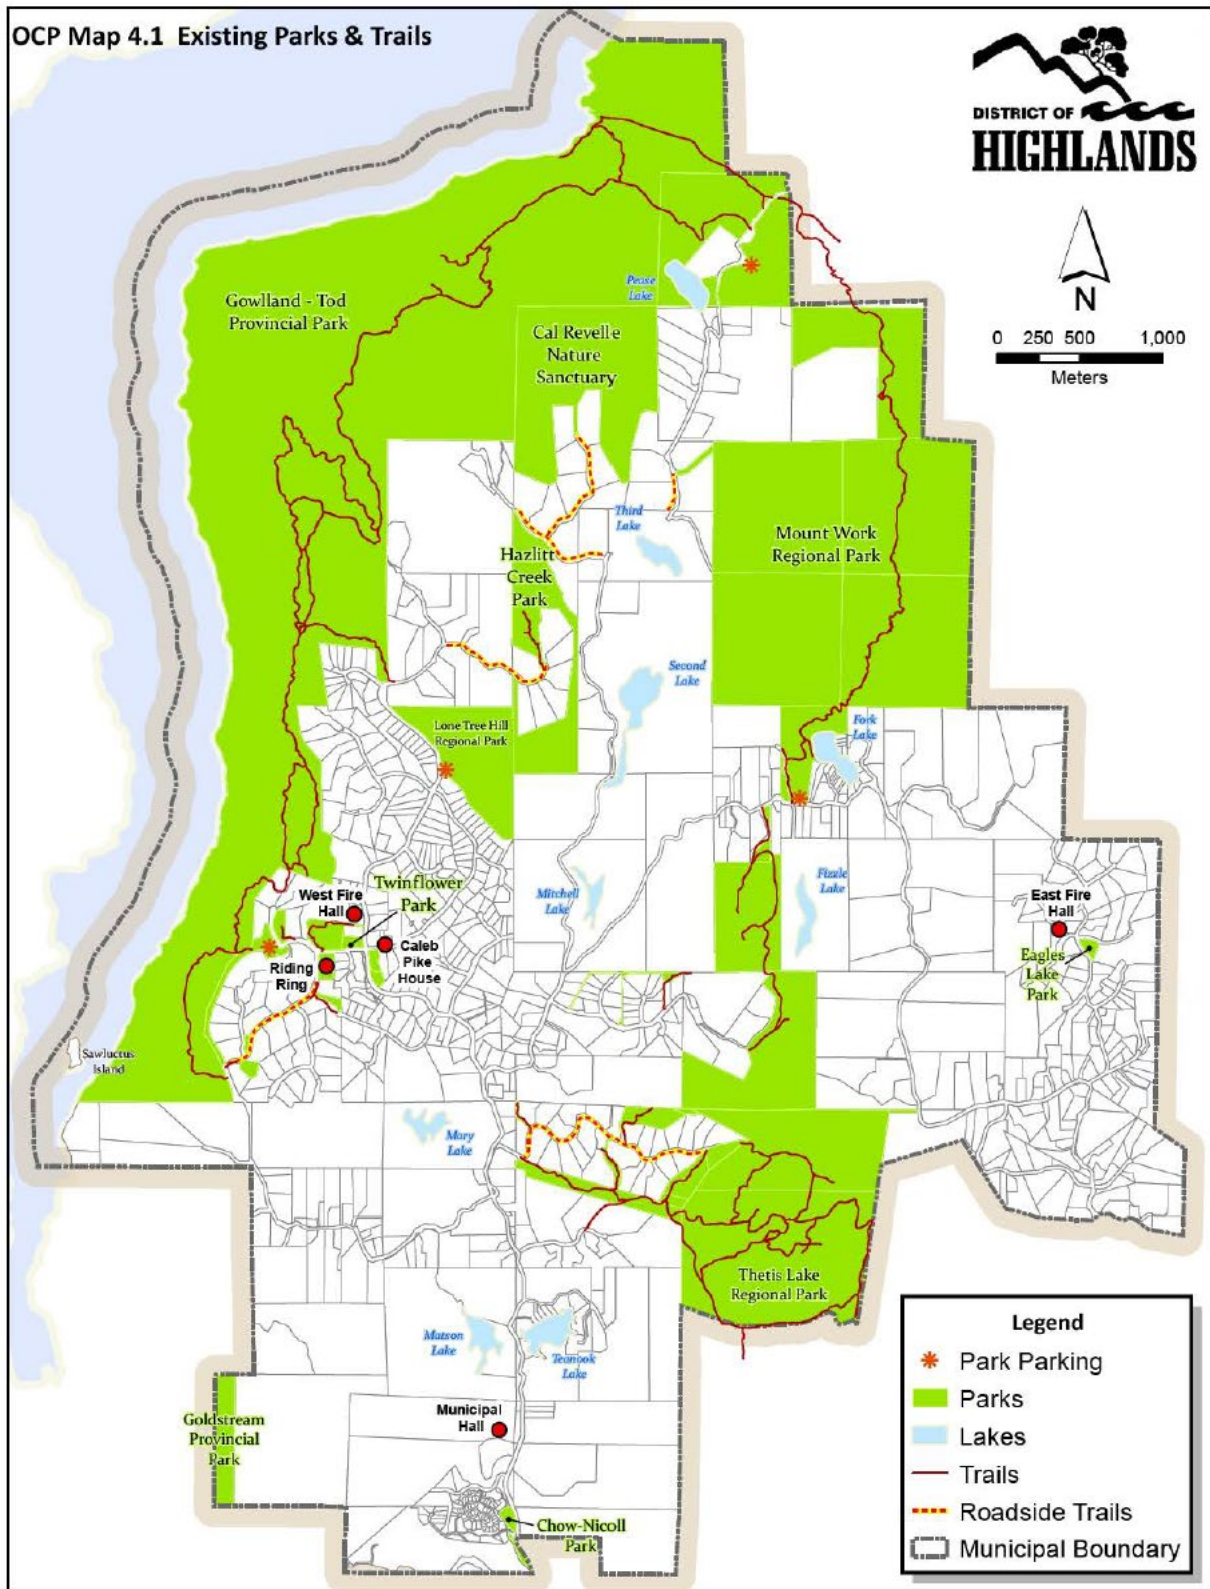 OCP Map 4.1 Existing Parks & Trails
DISTRICT OF
HIGHLANDS
N
0 250 500 1,000
Meters
Pease
Lake
Gowlland - Tod
Provincial Park
Cal Revelle
Nature
Sanctuary
Third
Lake
Mount Work
Regional Park
Hazlitt
Creek
Park
Second
Lake
Lone Tree Hill
Regional Park
Fork
Lake
Twinflower
Park
West Fire
Hall
Mitchell
Lake
Fizzle
Lake
East Fire
Hall
Caleb
Pike
House
Riding
Ring
Eagles
Lake
Park
Sawluctus
Island
Mary
Lake
Thetis Lake
Regional Park
Matson
Lake
Teanook
Lake
Municipal
Hall
Goldstream
Provincial
Park
Chow-Nicoll
Park
Legend
Park Parking
Parks
Lakes
Trails
Roadside Trails
Municipal Boundary